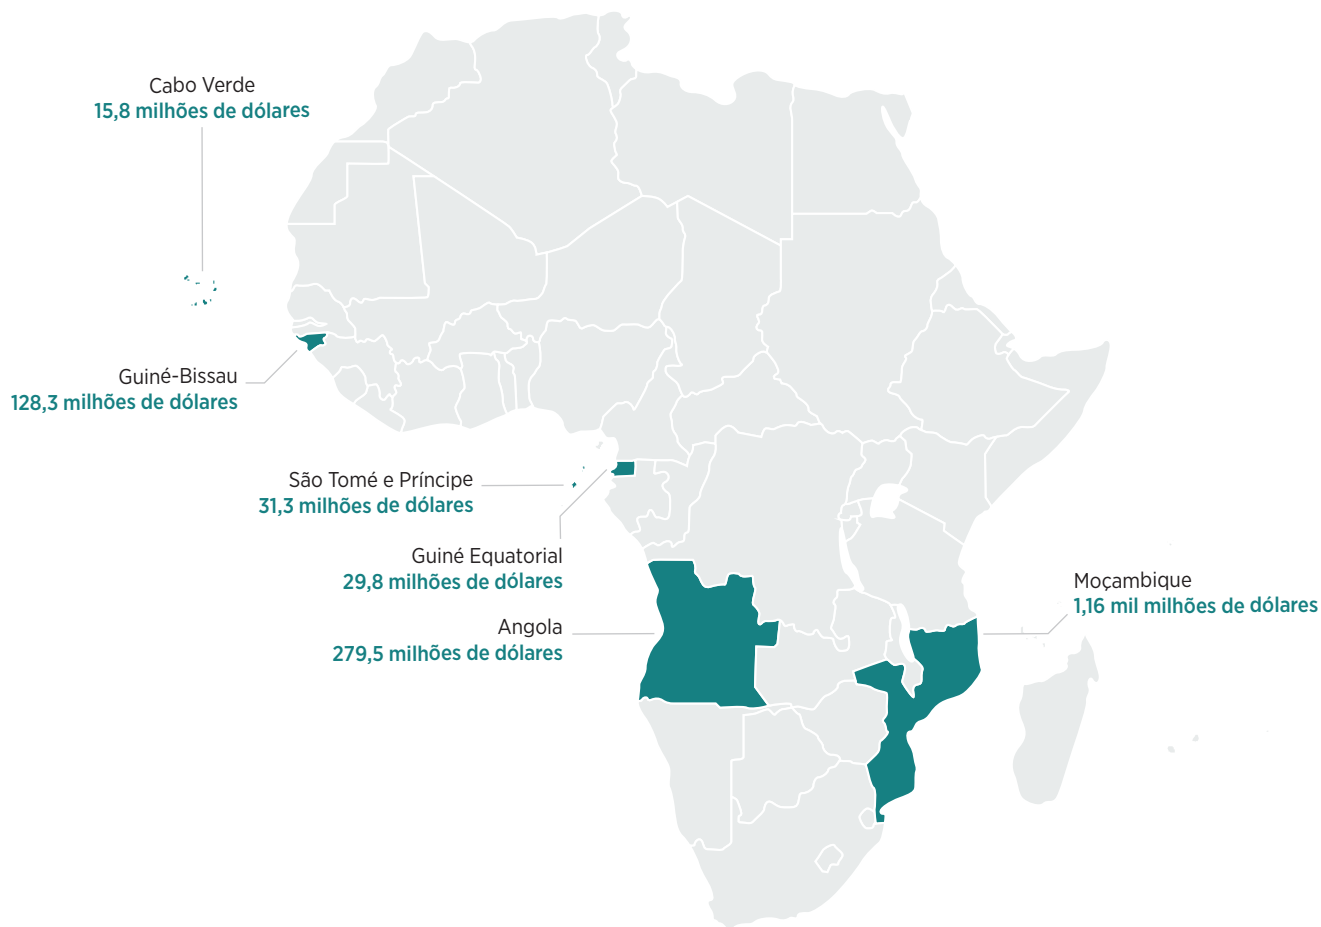 Cabo Verde
15,8 milhões de dólares
Guiné-Bissau
128,3 milhões de dólares
São Tomé e Príncipe
31,3 milhões de dólares
Guiné Equatorial
29,8 milhões de dólares
Angola
279,5 milhões de dólares
Moçambique
1,16 mil milhões de dólares